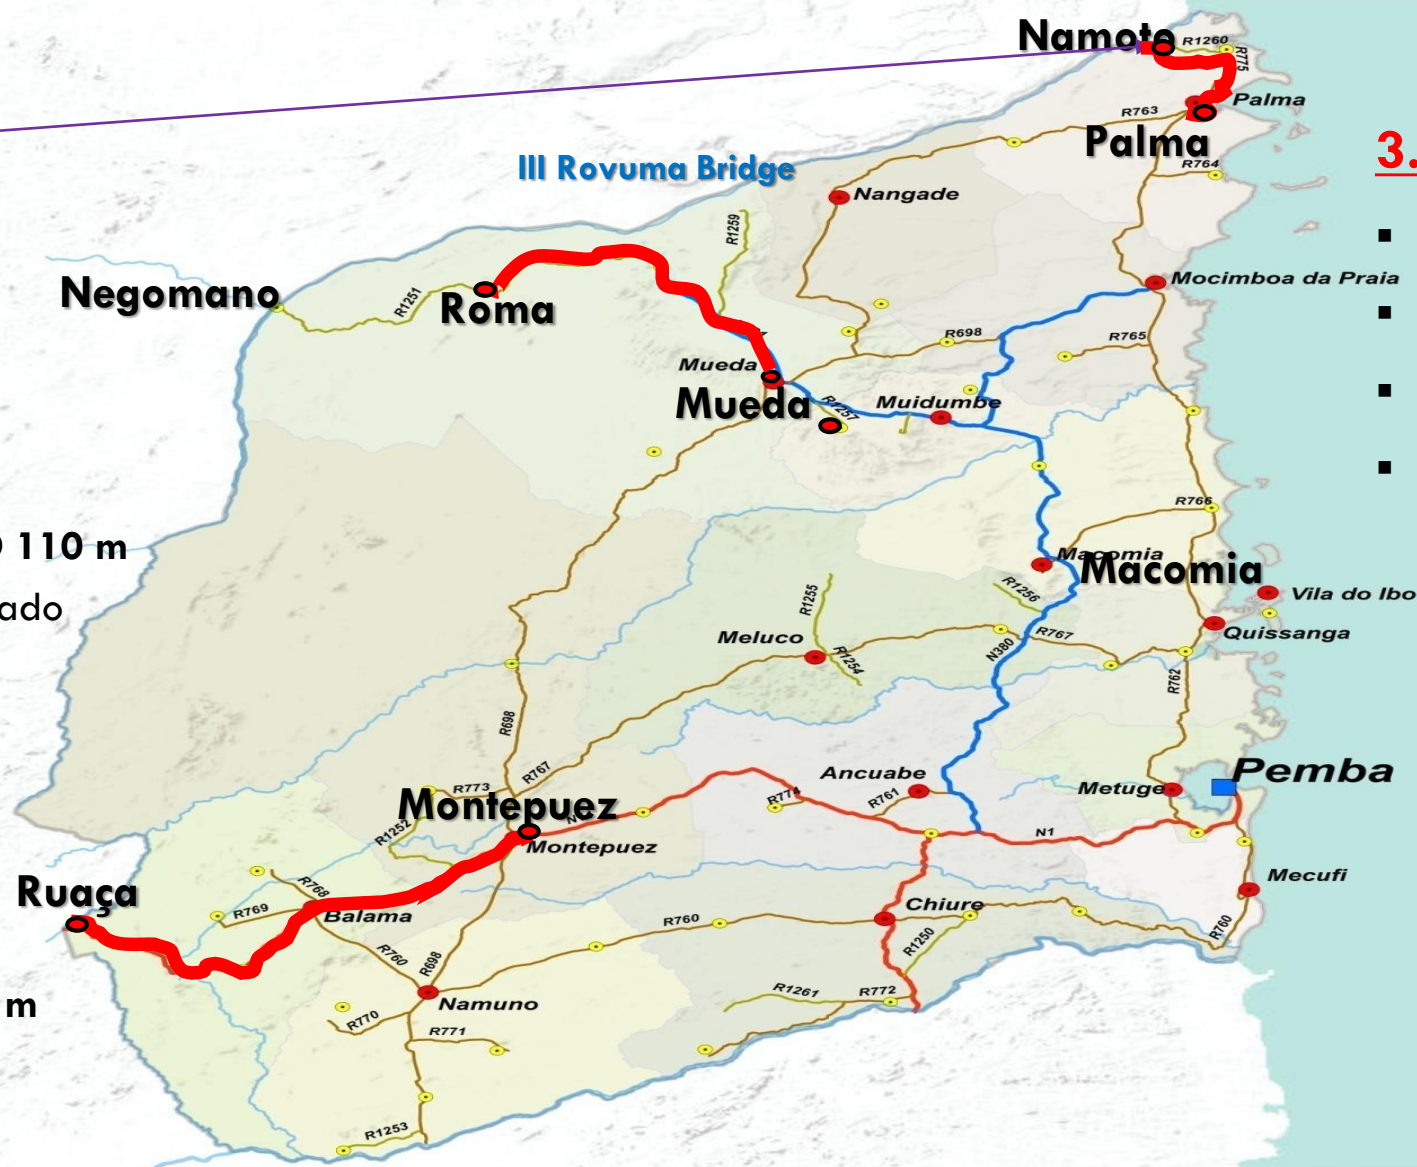 Namoto
R1260
R775
Palma
R763
Palma
3.
III Rovuma Bridge
R764
Nangade
R1259
Mocimboa da Praia
Negomano
R1251
Roma
R698
R765
Mueda
Mueda
R1257
Muidumbe
R766
110 m
Macomia
Macomia
ado
R1255
R1256
Vila do Ibo
Meluco
R767
Quissanga
R1254
N380
R762
R698
R767
Ancuabe
Pemba
R773
R774
R761
Metuge
Montepuez
R1252
N1
Montepuez
Ruaça
R768
Mecufi
R769
Balama
R760
Chiure
R760
R760
R698
R1250
m
Namuno
R1261
R772
R770
R771
R1253